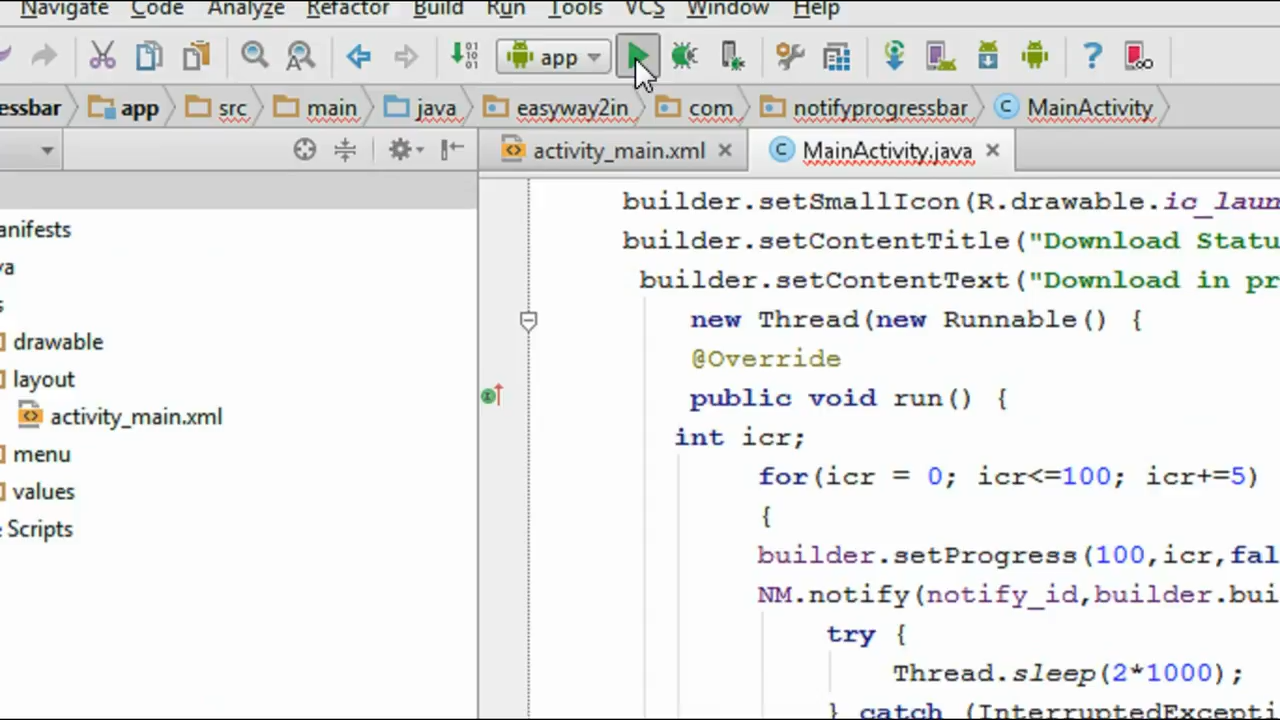 Navigate Code Analyze Refactor Build Run Tools VCS Window Help
app
essbar app src main java easyway2in com notifyprogressbar C MainActivity
activity_main.xml C MainActivity.java
builder.setSmallIcon(R.drawable.ic_laun
builder.setContentTitle("Download Statu
anifests
va
builder.setContentText("Download in pr
s
new Thread(new Runnable() {
drawable
@Override
layout
public void run() {
activity_main.xml
int icr;
menu
for(icr = 0; icr<=100; icr+=5)
values
{
Scripts
builder.setProgress(100,icr,fal
NM.notify(notify_id,builder.bui
try {
Thread.sleep(2*1000);
} catch (InterruptedExcepti